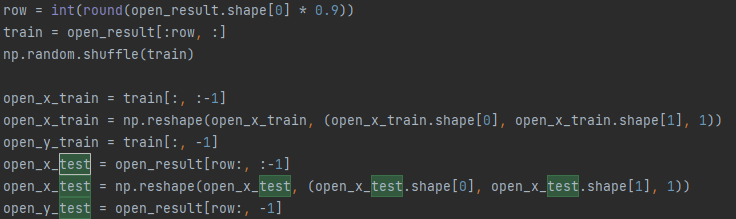 row = int(round(open_result.shape[0] * 0.9))
train = open_result[:row, :]
np.random.shuffle(train)

open_x_train = train[:, :-1]
open_x_train = np.reshape(open_x_train, (open_x_train.shape[0], open_x_train.shape[1], 1))
open_y_train = train[:, -1]
open_x_test = open_result[row:, :-1]
open_x_test = np.reshape(open_x_test, (open_x_test.shape[0], open_x_test.shape[1], 1))
open_y_test = open_result[row:, -1]